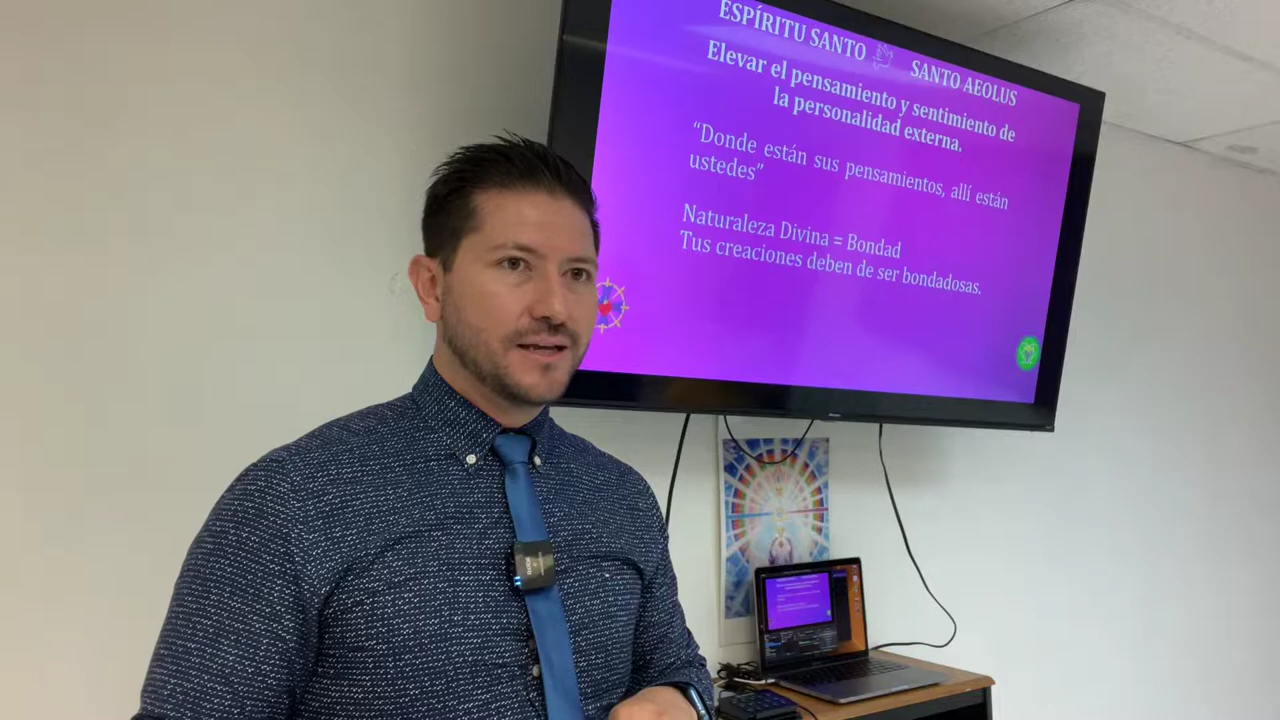 ESPÍRITU SANTO SANTO AEOLUS
Elevar el pensamiento y sentimiento de
la personalidad externa.
“Donde están sus pensamientos, allí están
ustedes”
Naturaleza Divina = Bondad
Tus creaciones deben de ser bondadosas.